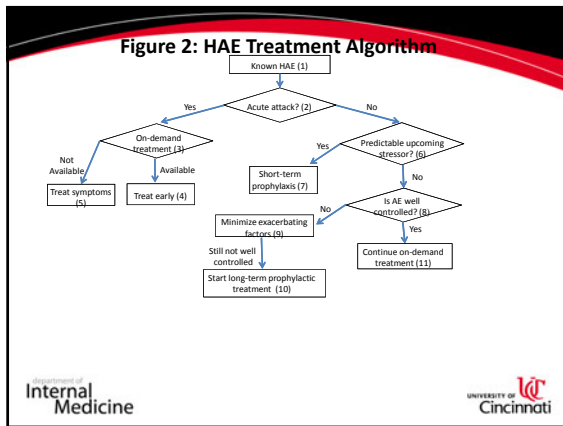 Figure 2: HAE Treatment Algorithm
Known HAE (1)
Yes
Acute attack? (2)
No
On-demand
treatment (3)
Yes
Predictable upcoming
stressor? (6)
Not
Available
Available
Short-term
prophylaxis (7)
No
Treat symptoms
(5)
Treat early (4)
No
Is AE well
controlled? (8)
Minimize exacerbating
factors (9)
Yes
Still not well
controlled
Continue on-demand
treatment (11)
Start long-term prophylactic
treatment (10)
department of
Internal
Medicine
UNIVERSITY OF
UC
Cincinnati